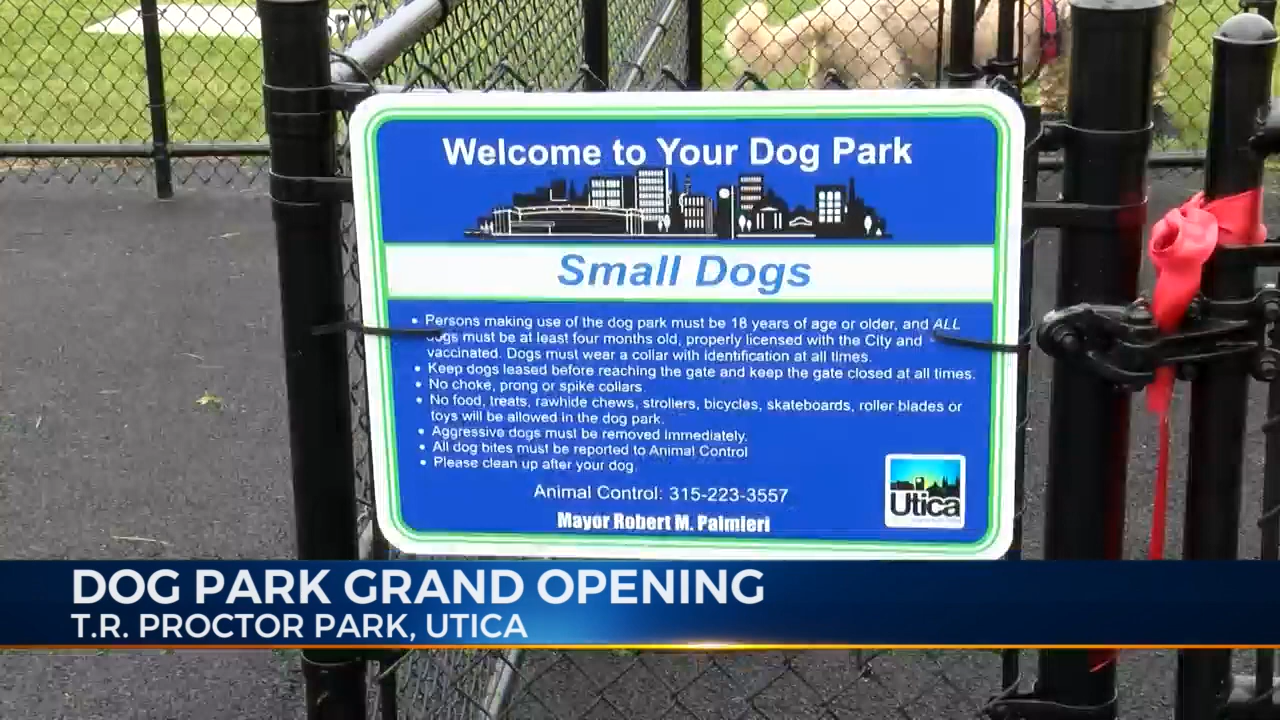 Welcome to Your Dog Park
Small Dogs
• Persons making use of the dog park must be 18 years of age or older, and ALL
dogs must be at least four months old, properly licensed with the City and
vaccinated. Dogs must wear a collar with identification at all times.
• Keep dogs leased before reaching the gate and keep the gate closed at all times.
• No choke, prong or spike collars.
• No food, treats, rawhide chews, strollers, bicycles, skateboards, roller blades or
toys will be allowed in the dog park.
• Aggressive dogs must be removed immediately.
• All dog bites must be reported to Animal Control
• Please clean up after your dog.
Animal Control: 315-223-3557
Mayor Robert M. Palmieri
Utica
DOG PARK GRAND OPENING
T.R. PROCTOR PARK, UTICA